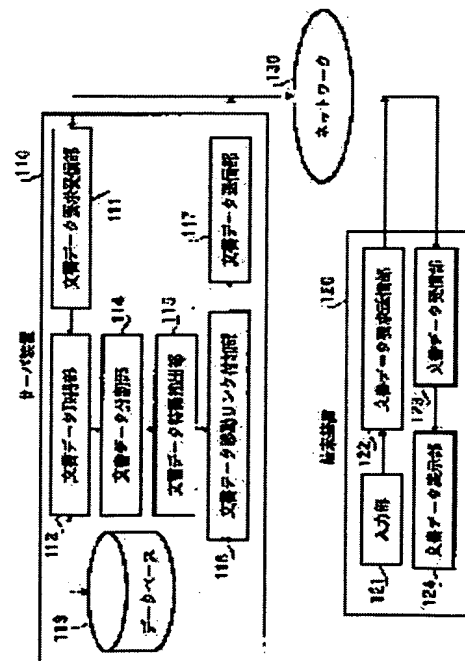 サーバ装置
110
文書データ要求受信部
111
文書データ取得部
112
データベース
113
文書データ分割部
114
文書データ特徴抽出部
115
文書データ移動リンク付加部
116
文書データ送信部
117
ネットワーク
130
端末装置
120
入力部
121
文書データ要求送信部
122
文書データ受信部
123
文書データ表示部
124